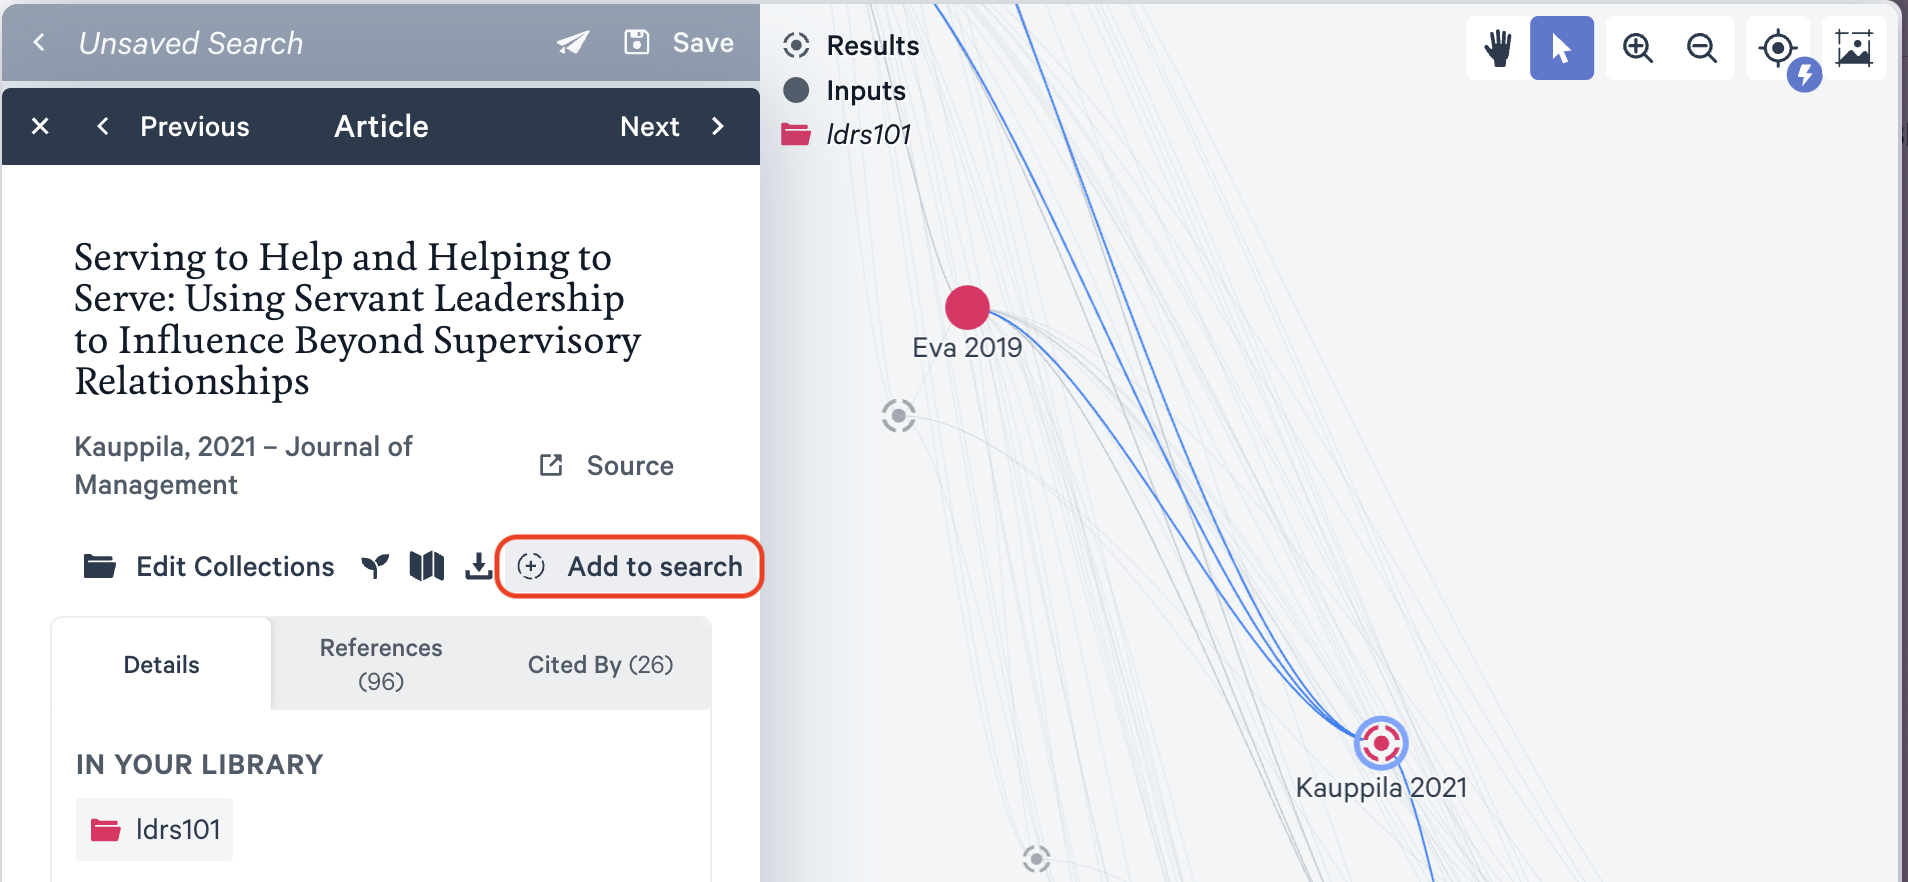 Unsaved Search
Save
Previous
Article
Next
Serving to Help and Helping to
Serve: Using Servant Leadership
to Influence Beyond Supervisory
Relationships
Kauppila, 2021 – Journal of
Management
Source
Edit Collections
Add to search
Details
References
(96)
Cited By (26)
IN YOUR LIBRARY
ldrs101
Results
Inputs
ldrs101
Eva 2019
Kauppila 2021